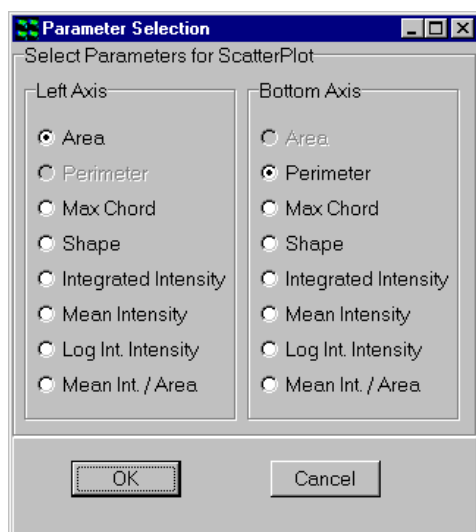 Parameter Selection
Select Parameters for ScatterPlot
Left Axis
Area
Perimeter
Max Chord
Shape
Integrated Intensity
Mean Intensity
Log Int. Intensity
Mean Int. / Area
Bottom Axis
Area
Perimeter
Max Chord
Shape
Integrated Intensity
Mean Intensity
Log Int. Intensity
Mean Int. / Area
OK
Cancel